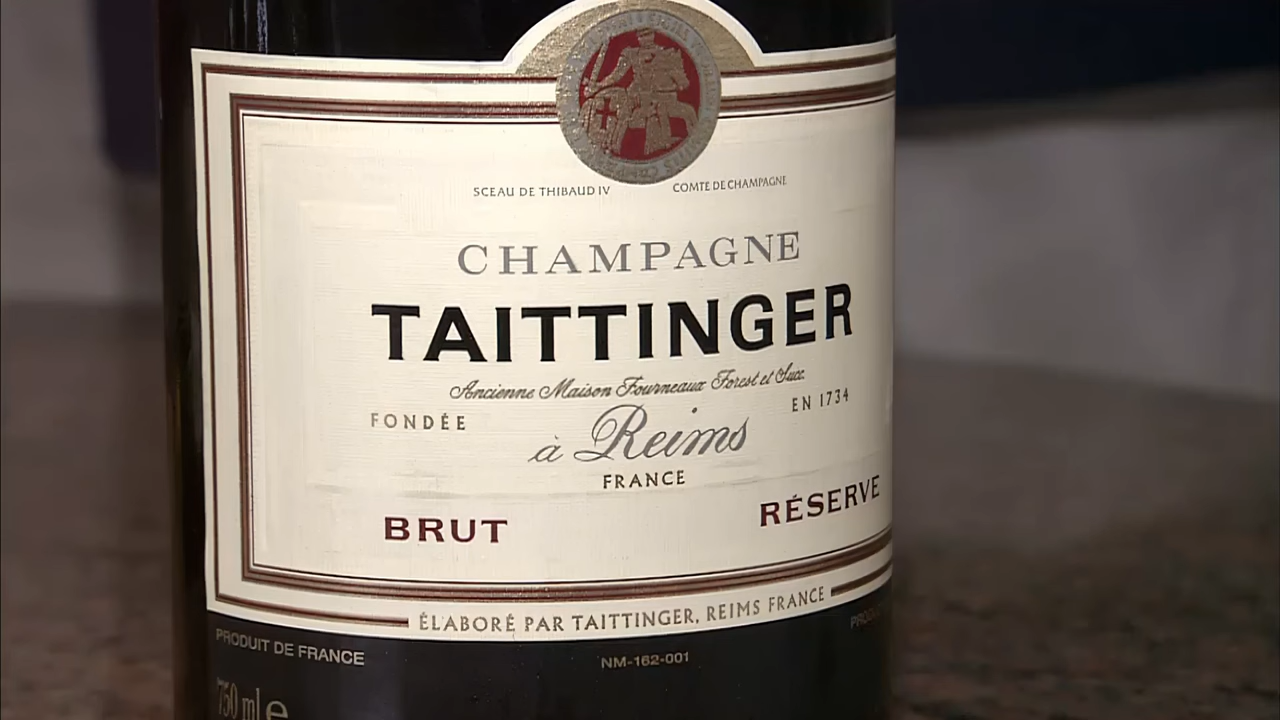 SCEAU DE THIBAUD IV COMTE DE CHAMPAGNE
CHAMPAGNE
TAITTINGER
Ancienne Maison Fourneaux Forest et Succ.
FONDÉE EN 1734
à Reims
FRANCE
BRUT RÉSERVE
ÉLABORÉ PAR TAITTINGER, REIMS FRANCE
PRODUIT DE FRANCE NM-162-001
750 ml e